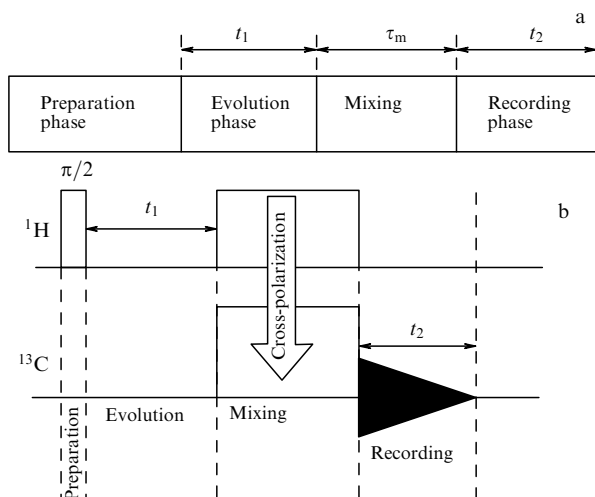 a
t₁ τₘ t₂
Preparation phase
Evolution phase
Mixing
Recording phase
π/2
b
¹H
t₁
Cross-polarization
¹³C
t₂
Preparation
Evolution
Mixing
Recording